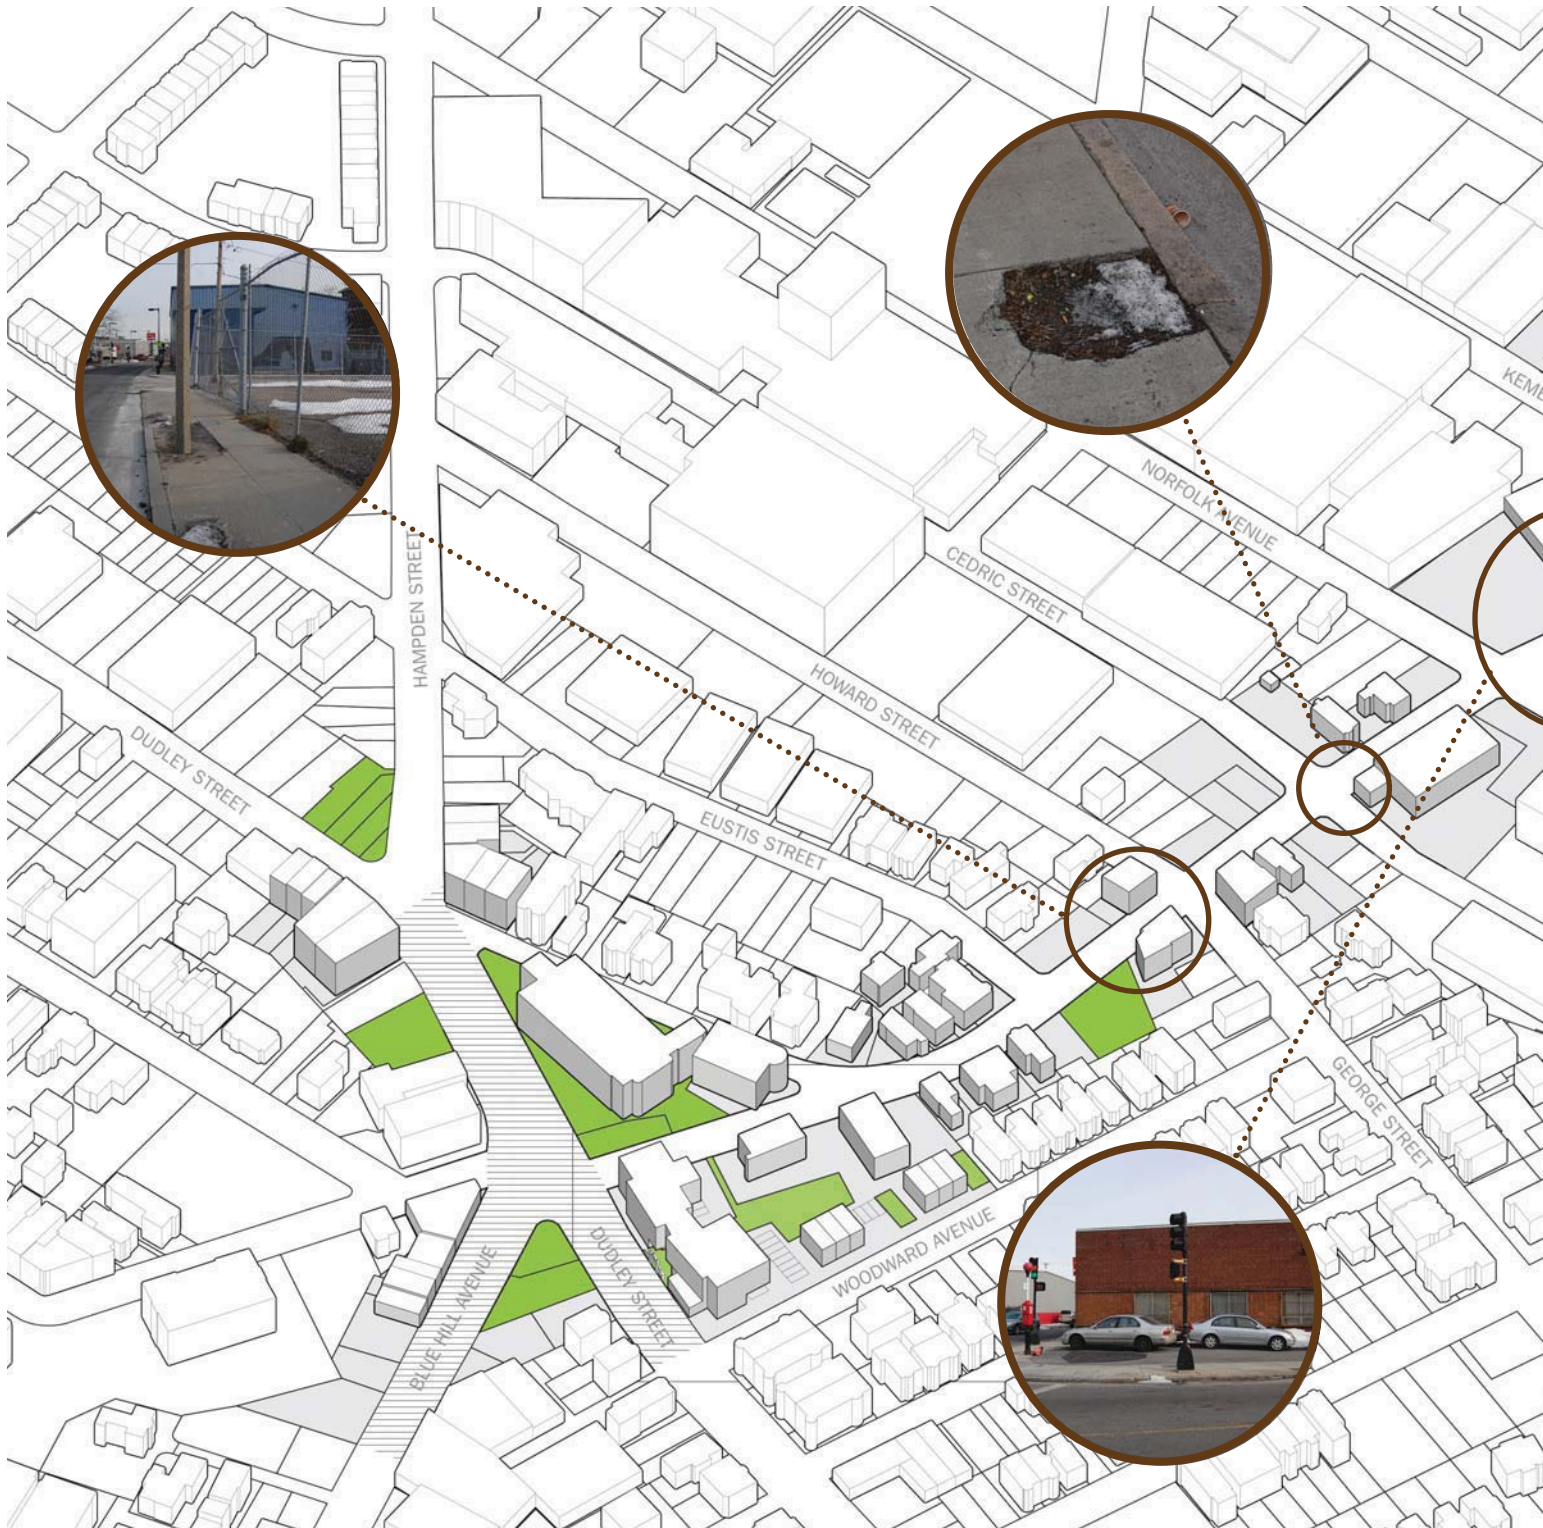 KEMB
NORFOLK AVENUE
CEDRIC STREET
HAMPDEN STREET
HOWARD STREET
DUDLEY STREET
EUSTIS STREET
GEORGE STREET
WOODWARD AVENUE
DUDLEY STREET
BLUE HILL AVENUE